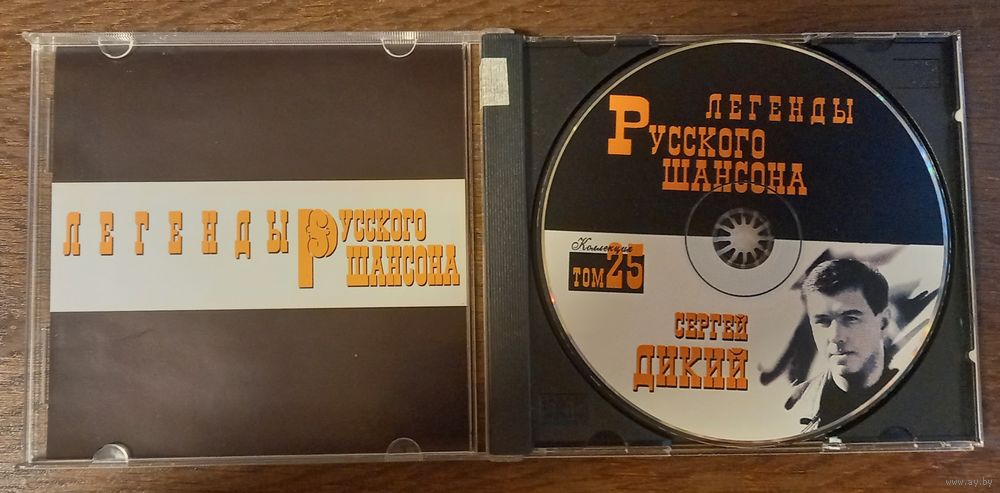 ЛЕГЕНДЫ РУССКОГО
ШАНСОНА
ЛЕГЕНДЫ
РУССКОГО
ШАНСОНА
Коллекция
ТОМ 25
СЕРГЕЙ
ДИКИЙ
www.ay.by